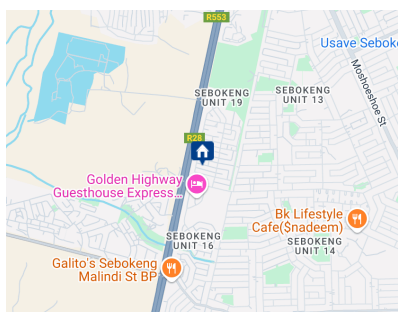 R553
Usave Seboke
SEBOKENG
UNIT 19
SEBOKENG
UNIT 13
Moshoeshoe St
R28
Golden Highway
Guesthouse Express...
Bk Lifestyle
Cafe($nadeem)
SEBOKENG
UNIT 16
SEBOKENG
UNIT 14
Galito's Sebokeng
Malindi St BP